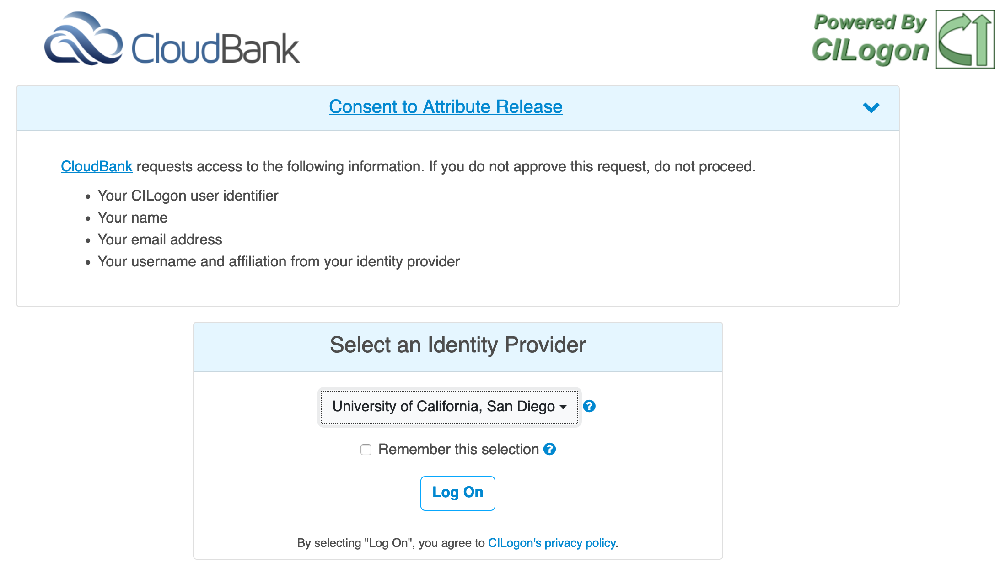 CloudBank
Powered By
CILogon
Consent to Attribute Release
CloudBank requests access to the following information. If you do not approve this request, do not proceed.
• Your CILogon user identifier
• Your name
• Your email address
• Your username and affiliation from your identity provider
Select an Identity Provider
University of California, San Diego
Remember this selection
Log On
By selecting "Log On", you agree to CILogon's privacy policy.